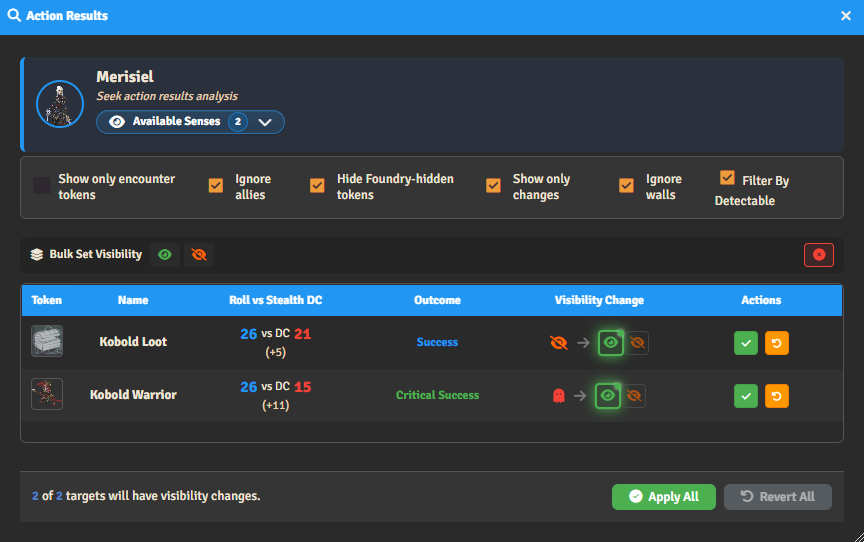 Action Results
Merisiel
Seek action results analysis
Available Senses 2
Show only encounter
tokens
Ignore
allies
Hide Foundry-hidden
tokens
Show only
changes
Ignore
walls
Filter By
Detectable
Bulk Set Visibility
Token Name Roll vs Stealth DC Outcome Visibility Change Actions
Kobold Loot 26 vs DC 21 Success
(+5)
Kobold Warrior 26 vs DC 15 Critical Success
(+11)
2 of 2 targets will have visibility changes. Apply All Revert All